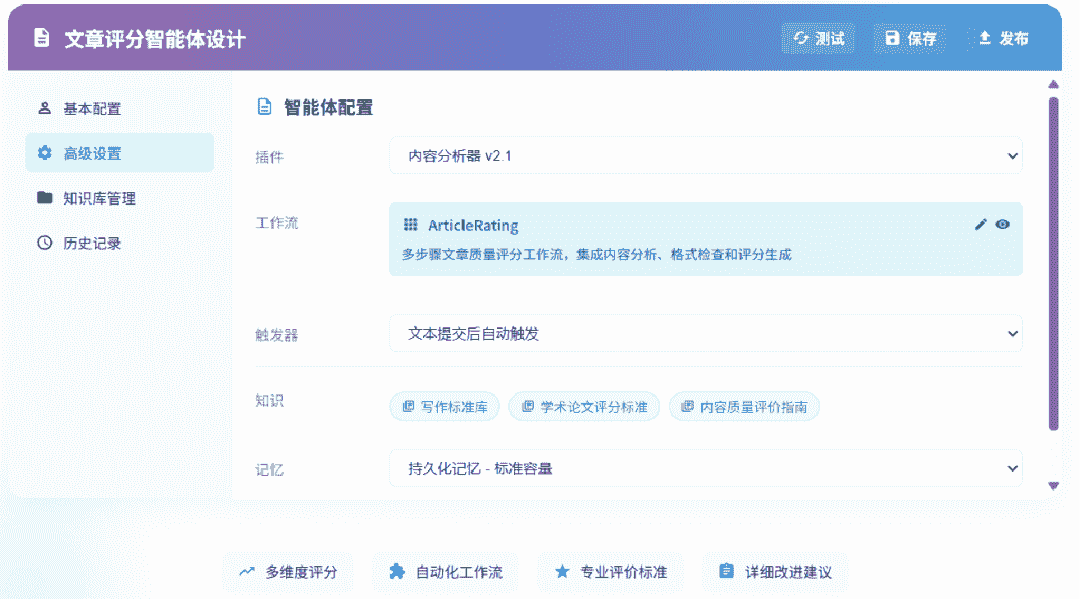 文章评分智能体设计
测试 保存 发布
基本配置
高级设置
知识库管理
历史记录
智能体配置
插件 内容分析器 v2.1
工作流 ArticleRating
多步骤文章质量评分工作流，集成内容分析、格式检查和评分生成
触发器 文本提交后自动触发
知识 写作标准库 学术论文评分标准 内容质量评价指南
记忆 持久化记忆 - 标准容量
多维度评分 自动化工作流 专业评价标准 详细改进建议